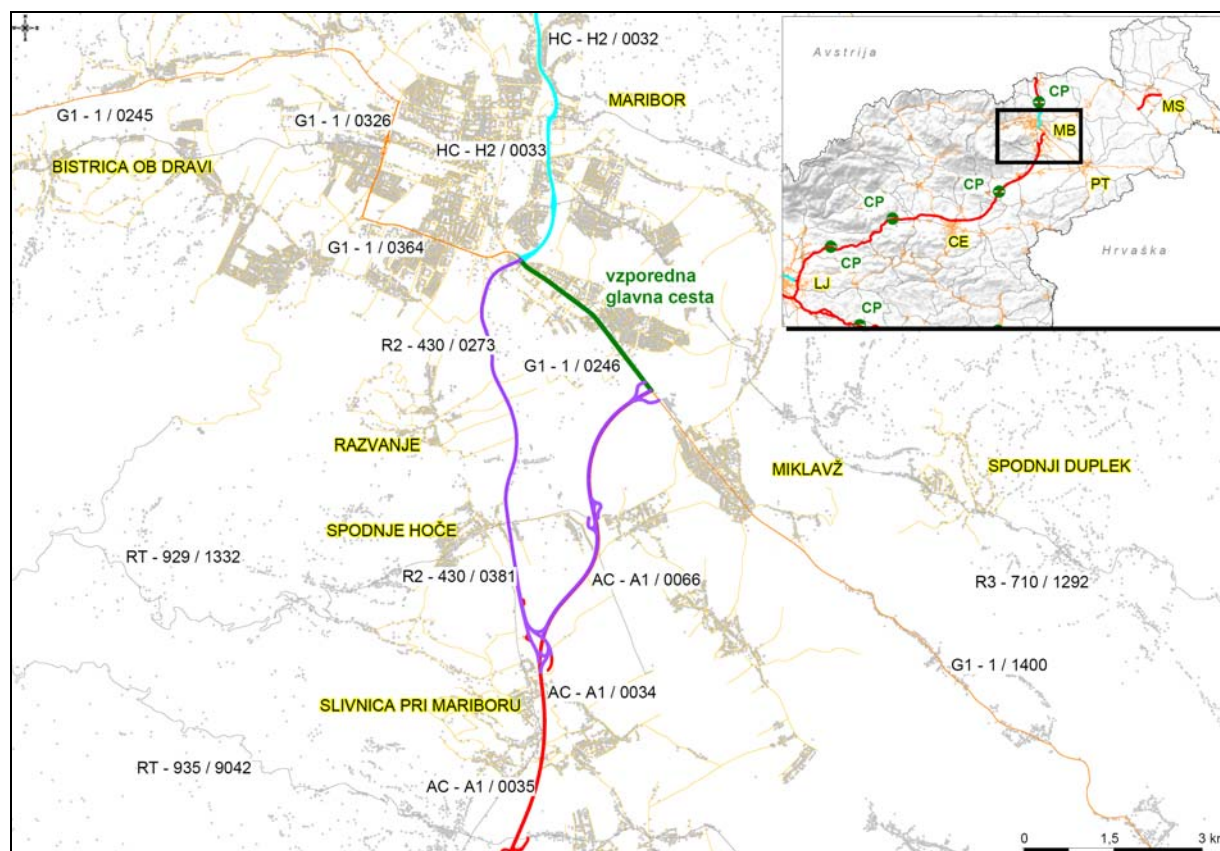 HC - H2 / 0032
MARIBOR
G1 - 1 / 0245
G1 - 1 / 0326
HC - H2 / 0033
BISTRICA OB DRAVI
G1 - 1 / 0364
vzporedna
glavna cesta
R2 - 430 / 0273
G1 - 1 / 0246
RAZVANJE
MIKLAVŽ
SPODNJI DUPLEK
SPODNJE HOČE
RT - 929 / 1332
R2 - 430 / 0381
AC - A1 / 0066
R3 - 710 / 1292
G1 - 1 / 1400
AC - A1 / 0034
SLIVNICA PRI MARIBORU
RT - 935 / 9042
AC - A1 / 0035
0 1,5 3 km
Avstrija
CP
MS
MB
CP
PT
CP
CE
CP
Hrvaška
LJ
CP